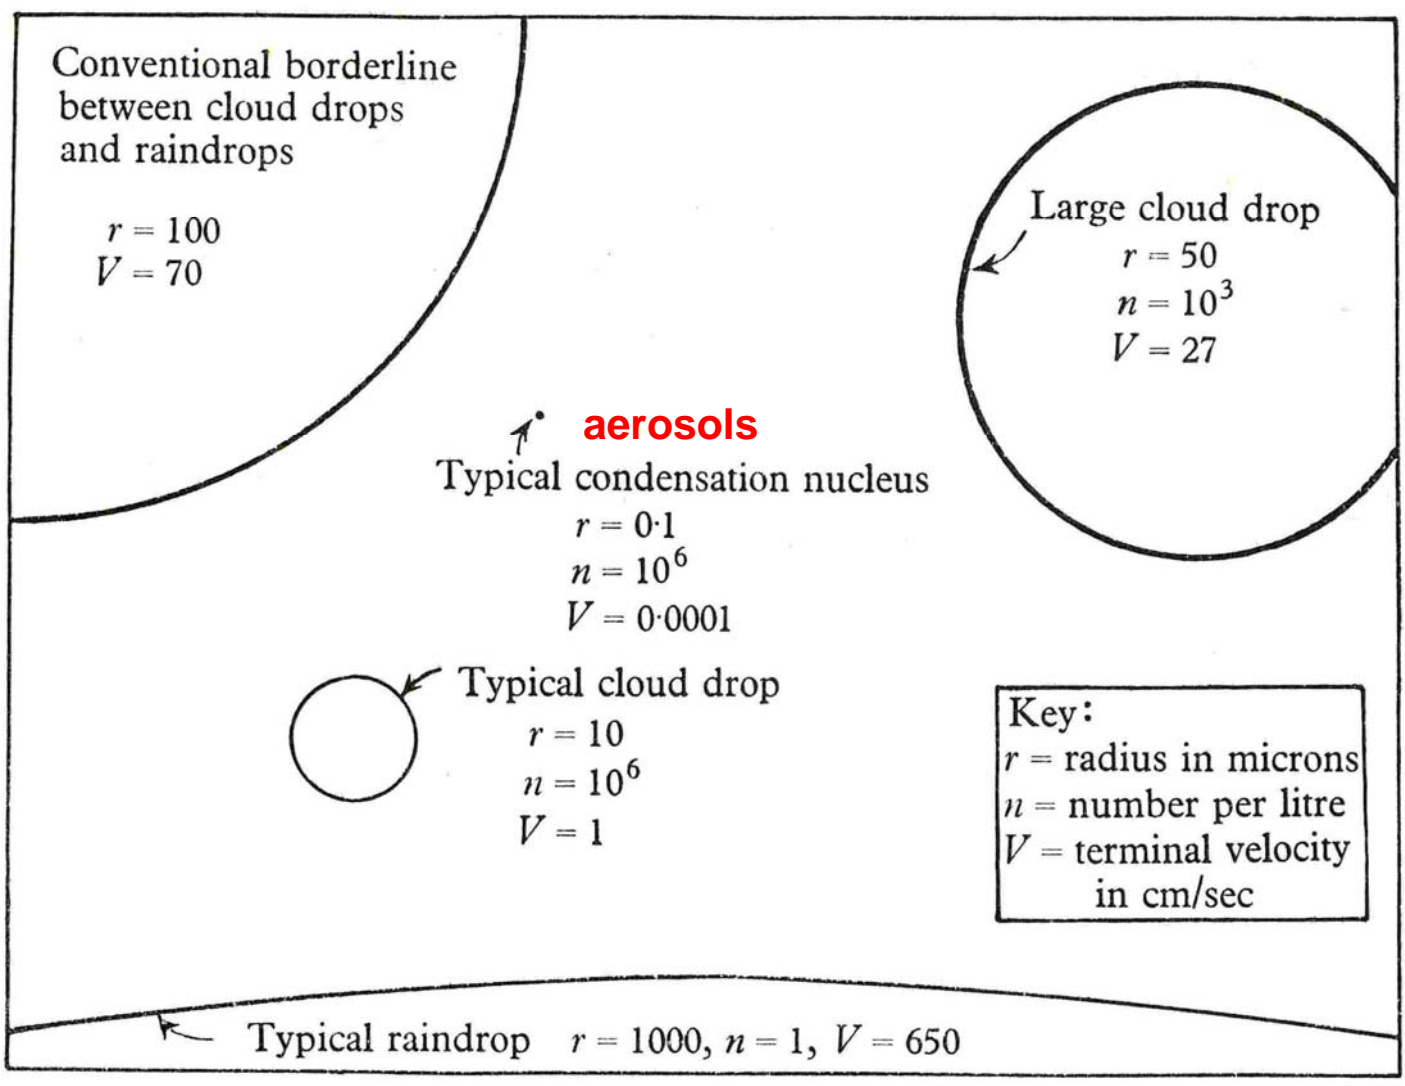 Conventional borderline
between cloud drops
and raindrops
r = 100
V = 70
Large cloud drop
r = 50
n = 10³
V = 27
aerosols
Typical condensation nucleus
r = 0·1
n = 10⁶
V = 0·0001
Typical cloud drop
r = 10
n = 10⁶
V = 1
Key:
r = radius in microns
n = number per litre
V = terminal velocity
in cm/sec
Typical raindrop r = 1000, n = 1, V = 650